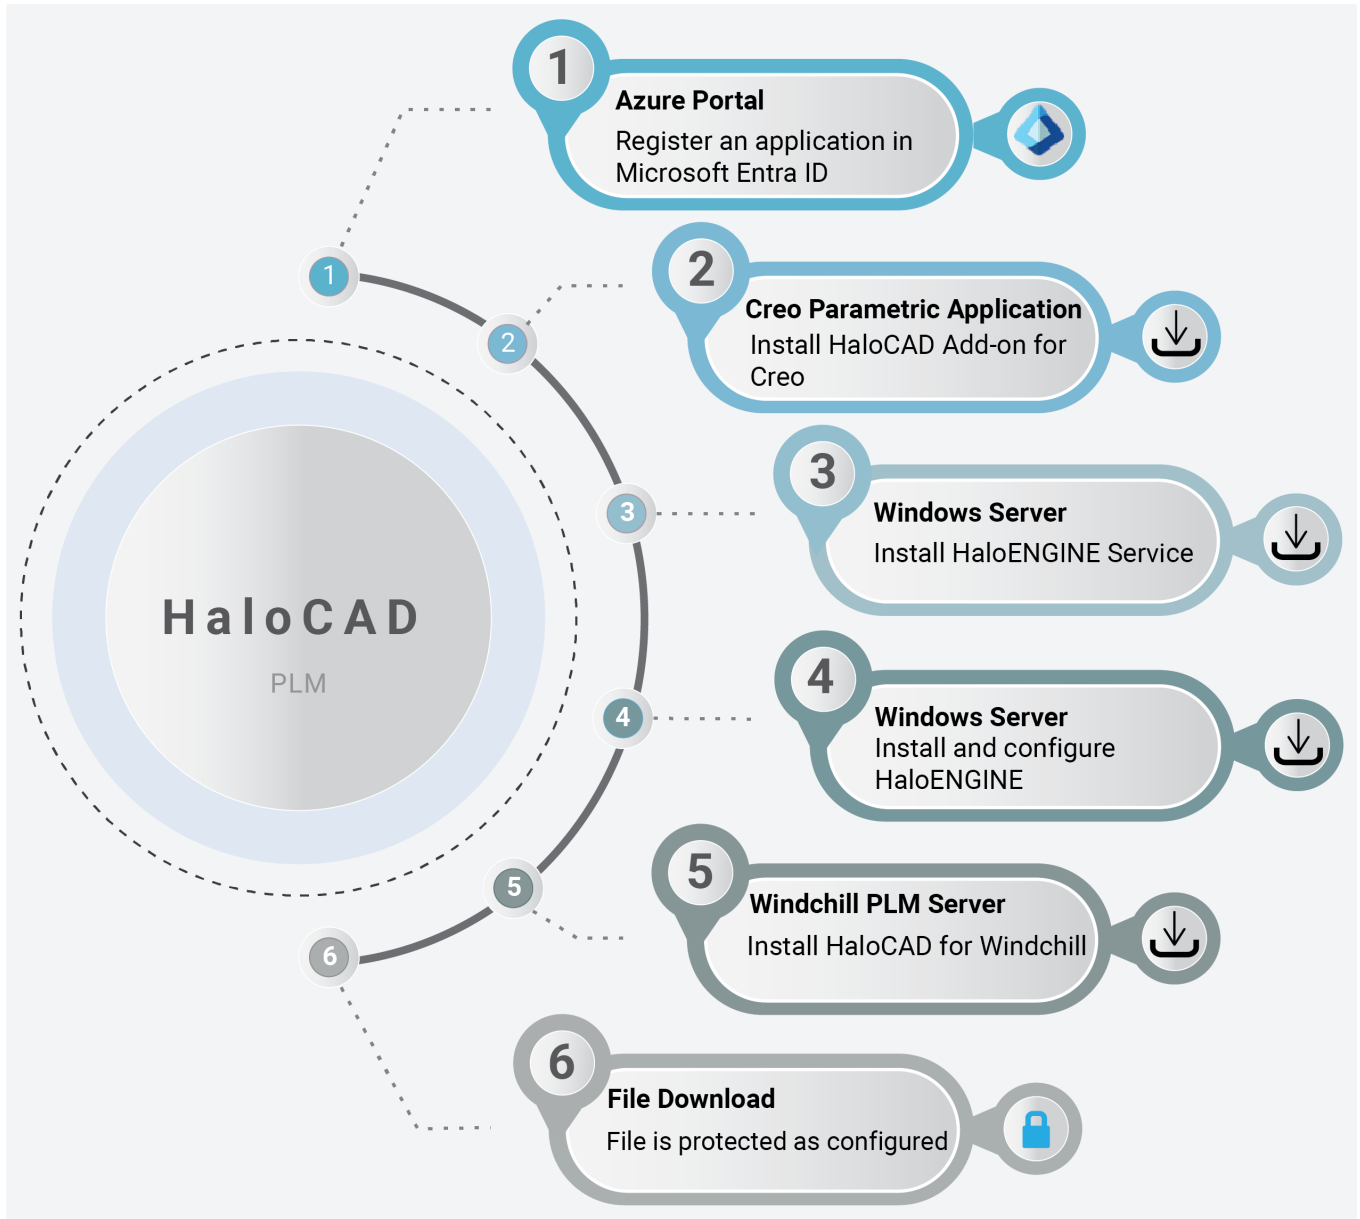 1
Azure Portal
Register an application in
Microsoft Entra ID
2
Creo Parametric Application
Install HaloCAD Add-on for
Creo
3
Windows Server
Install HaloENGINE Service
4
Windows Server
Install and configure
HaloENGINE
5
Windchill PLM Server
Install HaloCAD for Windchill
6
File Download
File is protected as configured
1
2
3
4
5
6
HaloCAD
PLM